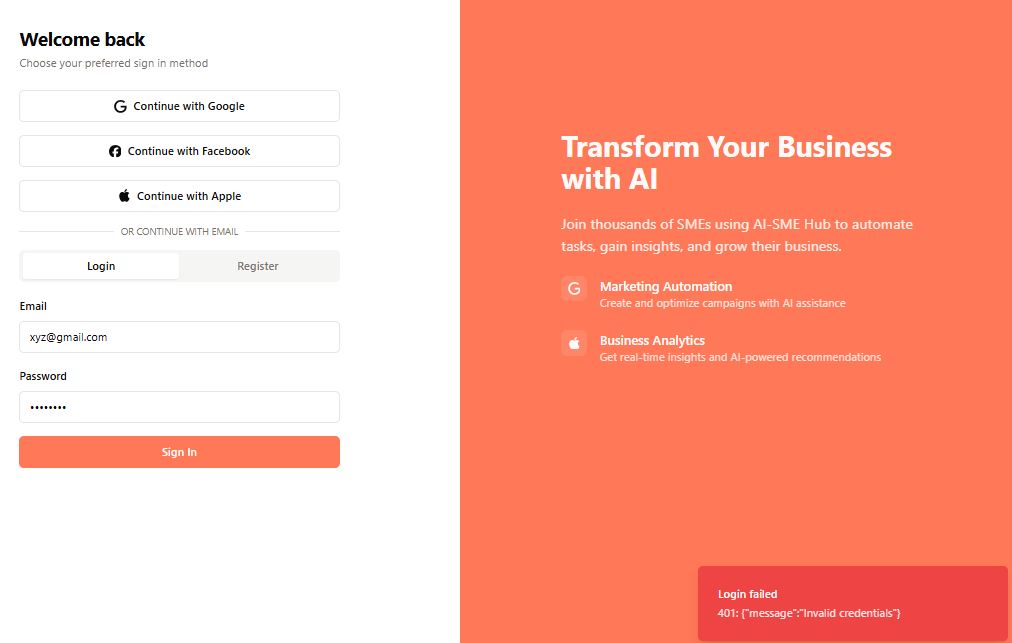 Welcome back
Choose your preferred sign in method
Continue with Google
Continue with Facebook
Continue with Apple
OR CONTINUE WITH EMAIL
Login
Register
Email
xyz@gmail.com
Password
••••••••
Sign In
Transform Your Business
with AI
Join thousands of SMEs using AI-SME Hub to automate
tasks, gain insights, and grow their business.
Marketing Automation
Create and optimize campaigns with AI assistance
Business Analytics
Get real-time insights and AI-powered recommendations
Login failed
401: {"message":"Invalid credentials"}